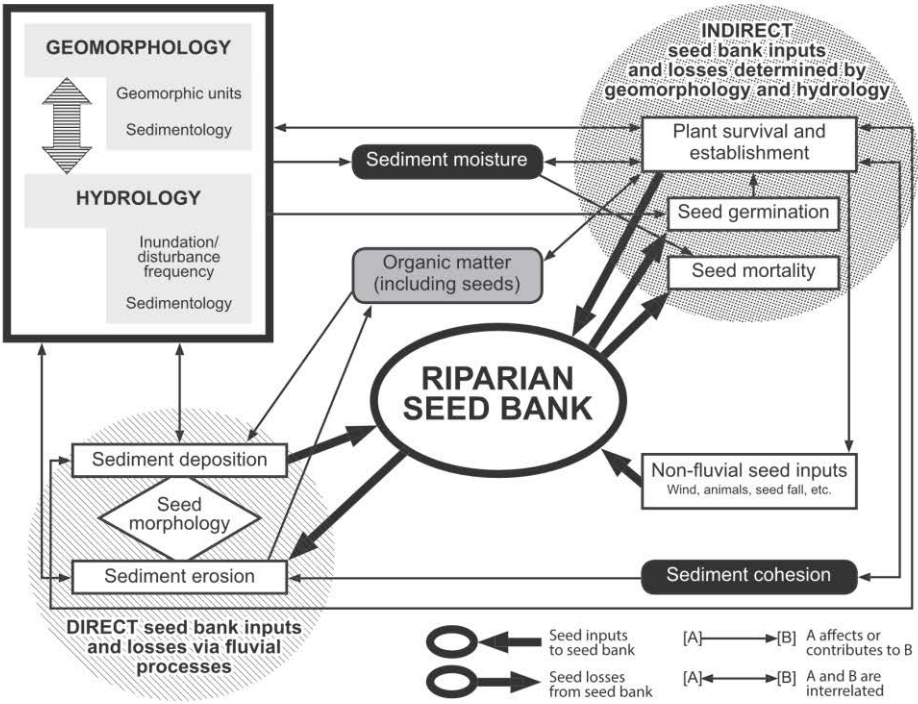 GEOMORPHOLOGY
Geomorphic units
Sedimentology
HYDROLOGY
Inundation/
disturbance
frequency
Sedimentology
INDIRECT
seed bank inputs
and losses determined by
geomorphology and hydrology
Plant survival and
establishment
Sediment moisture
Seed germination
Seed mortality
Organic matter
(including seeds)
RIPARIAN
SEED BANK
Sediment deposition
Seed
morphology
Sediment erosion
Non-fluvial seed inputs
Wind, animals, seed fall, etc.
Sediment cohesion
DIRECT seed bank inputs
and losses via fluvial
processes
Seed inputs
to seed bank
Seed losses
from seed bank
[A] [B] A affects or
contributes to B
[A] [B] A and B are
interrelated